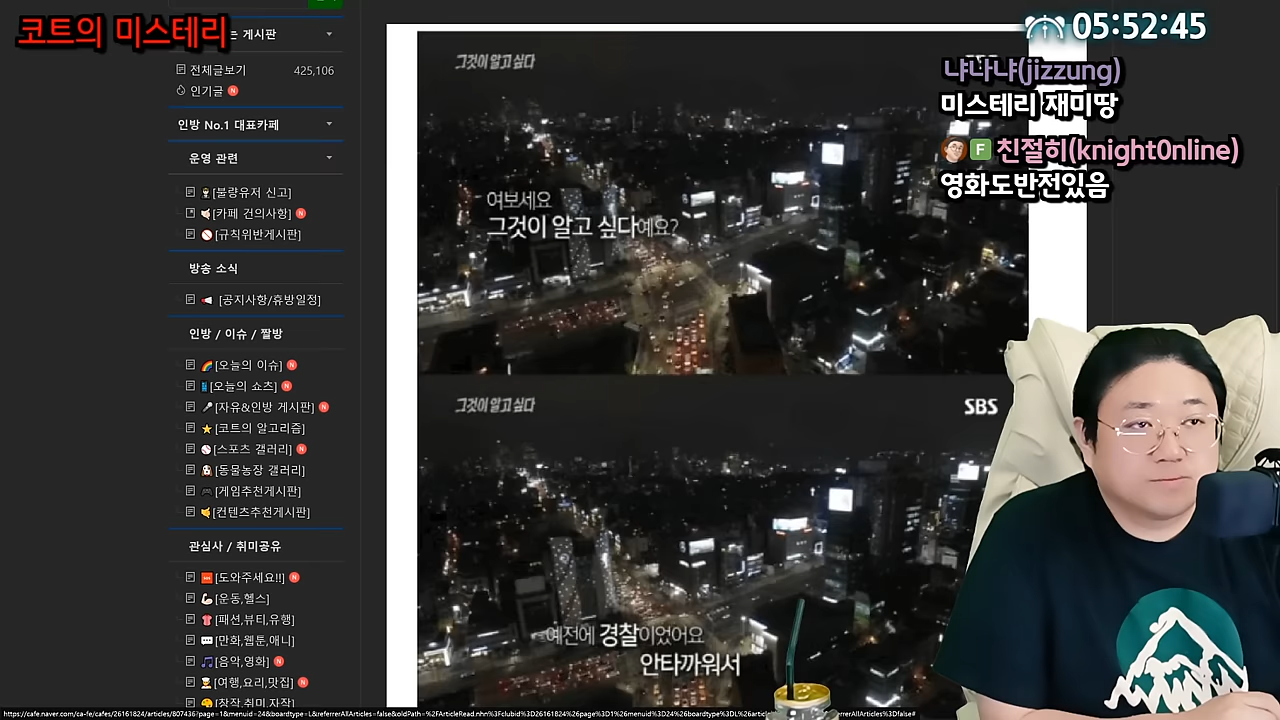 코트의 미스테리
는 게시판
전체글보기 425,106
인기글 N
인방 No.1 대표카페
운영 관련
[불량유저 신고]
[카페 건의사항] N
[규칙위반게시판]
방송 소식
[공지사항/휴방일정]
인방 / 이슈 / 짤방
[오늘의 이슈] N
[오늘의 쇼츠] N
[자유&인방 게시판] N
[코트의 알고리즘]
[스포츠 갤러리] N
[동물농장 갤러리]
[게임추천게시판]
[컨텐츠추천게시판]
관심사 / 취미공유
[도와주세요!!] N
[운동,헬스]
[패션,뷰티,유행]
[만화,웹툰,애니]
[음악,영화] N
[여행,요리,맛집] N
[창작,취미,자작]
그것이 알고 싶다
여보세요
그것이 알고 싶다예요?
그것이 알고 싶다
SBS
예전에 경찰이었어요
안타까워서
05:52:45
냐나냐(jizzung)
미스테리 재미땅
F 친절히(knight0nline)
영화도반전있음